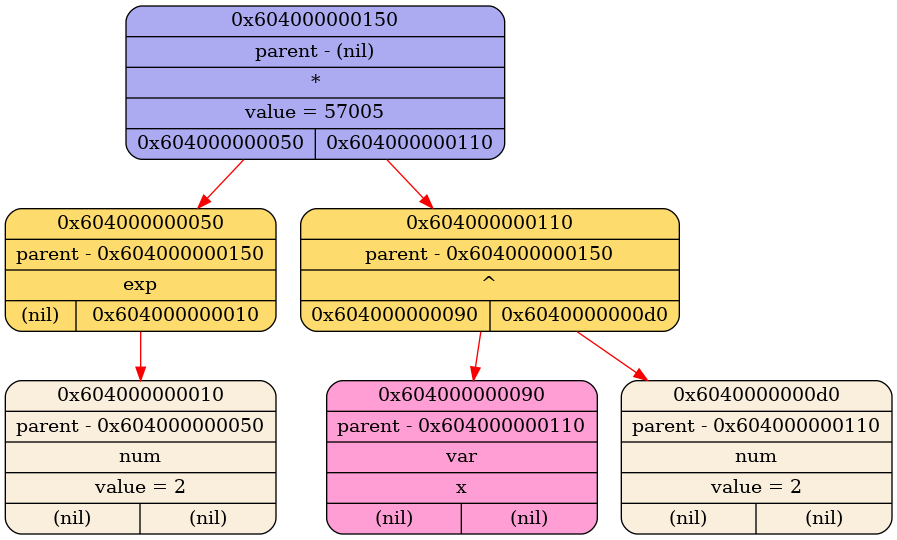 0x604000000150
parent - (nil)
*
value = 57005
0x604000000050 0x604000000110
0x604000000050
parent - 0x604000000150
exp
(nil) 0x604000000010
0x604000000110
parent - 0x604000000150
^
0x604000000090 0x6040000000d0
0x604000000010
parent - 0x604000000050
num
value = 2
(nil) (nil)
0x604000000090
parent - 0x604000000110
var
x
(nil) (nil)
0x6040000000d0
parent - 0x604000000110
num
value = 2
(nil) (nil)